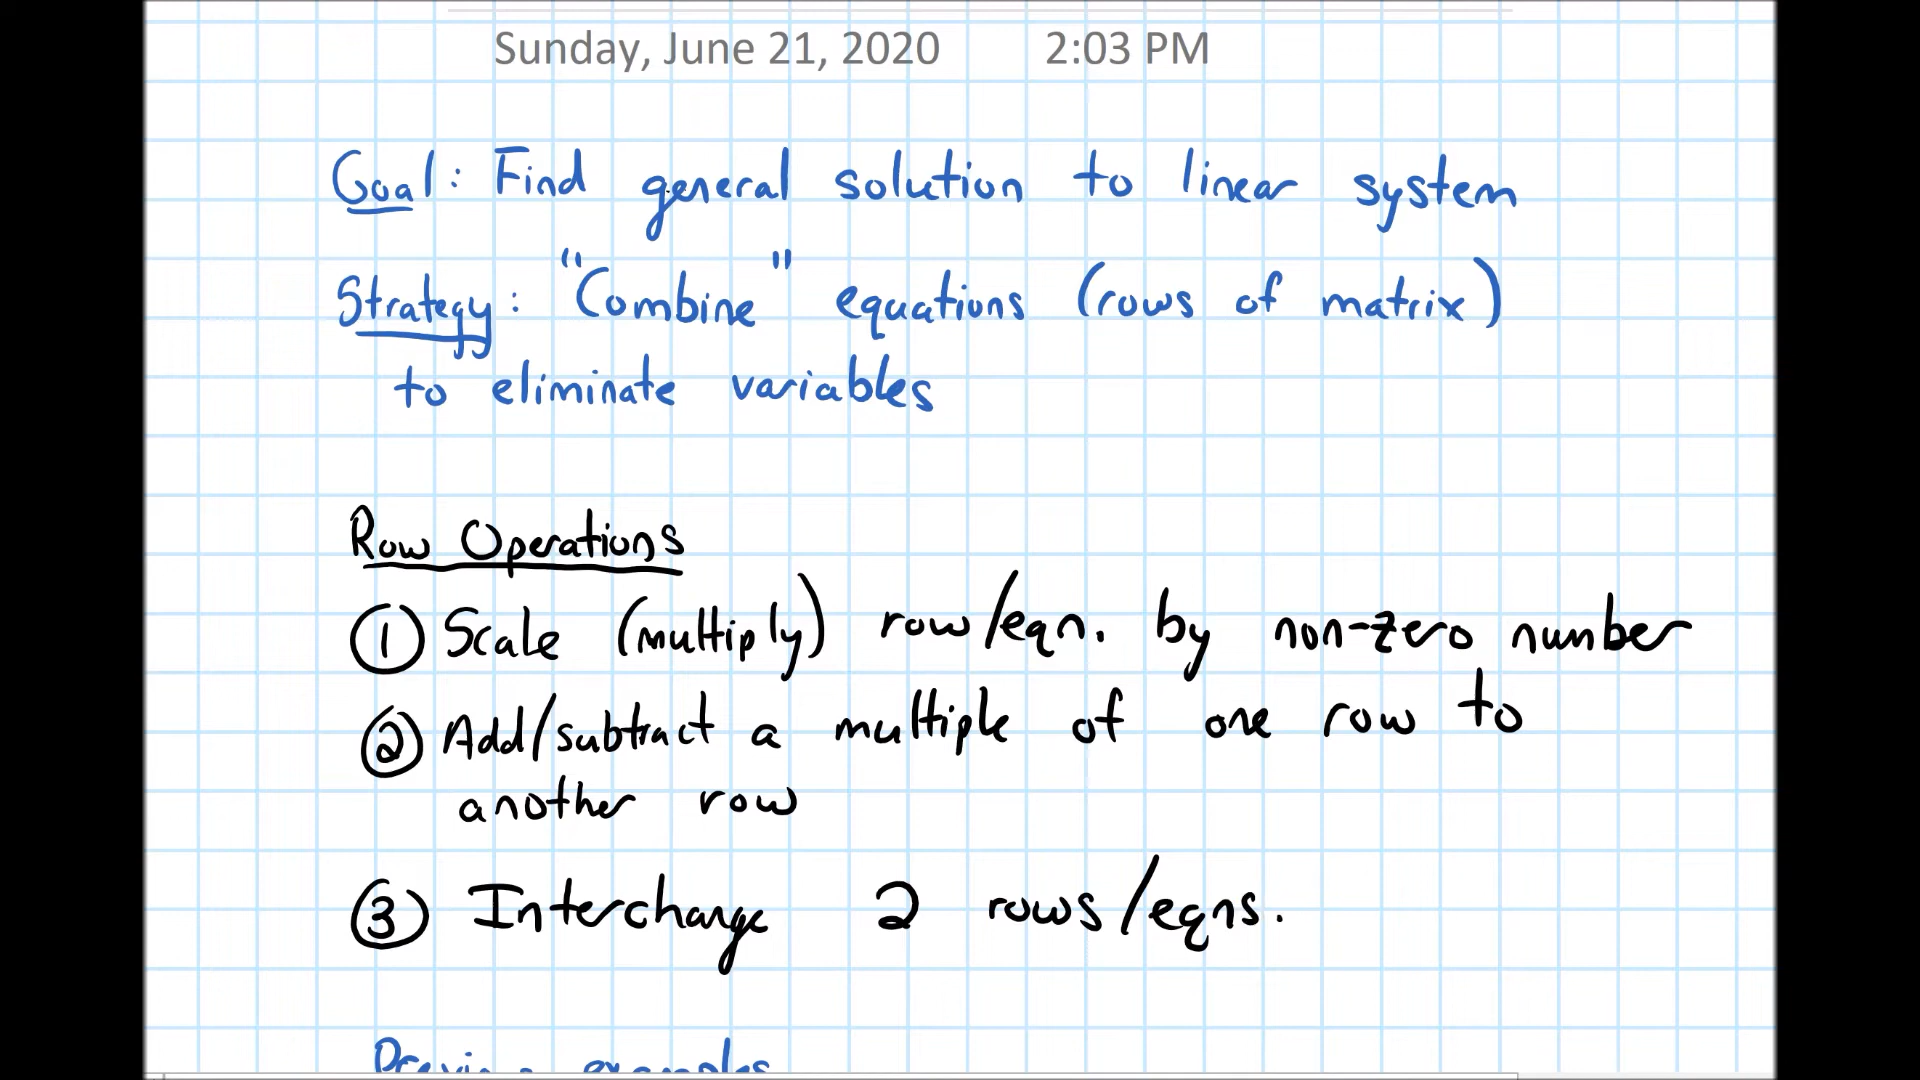 Sunday, June 21, 2020 2:03 PM
Goal: Find general solution to linear system
Strategy: "Combine" equations (rows of matrix)
to eliminate variables
Row Operations
① Scale (multiply) row/eqn. by non-zero number
② Add/subtract a multiple of one row to
another row
③ Interchange 2 rows/eqns.
examples